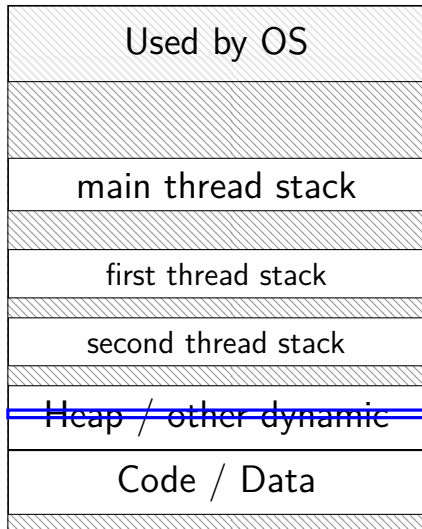 Used by OS
main thread stack
first thread stack
second thread stack
Heap / other dynamic
Code / Data